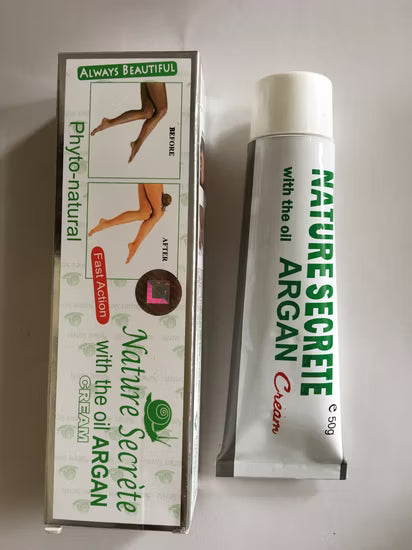 ALWAYS BEAUTIFUL
BEFORE
AFTER
Phyto-natural
Fast Action
Nature Secrète
with the oil ARGAN
CREAM
NATURE SECRETE
with the oil ARGAN
Cream
e 50g